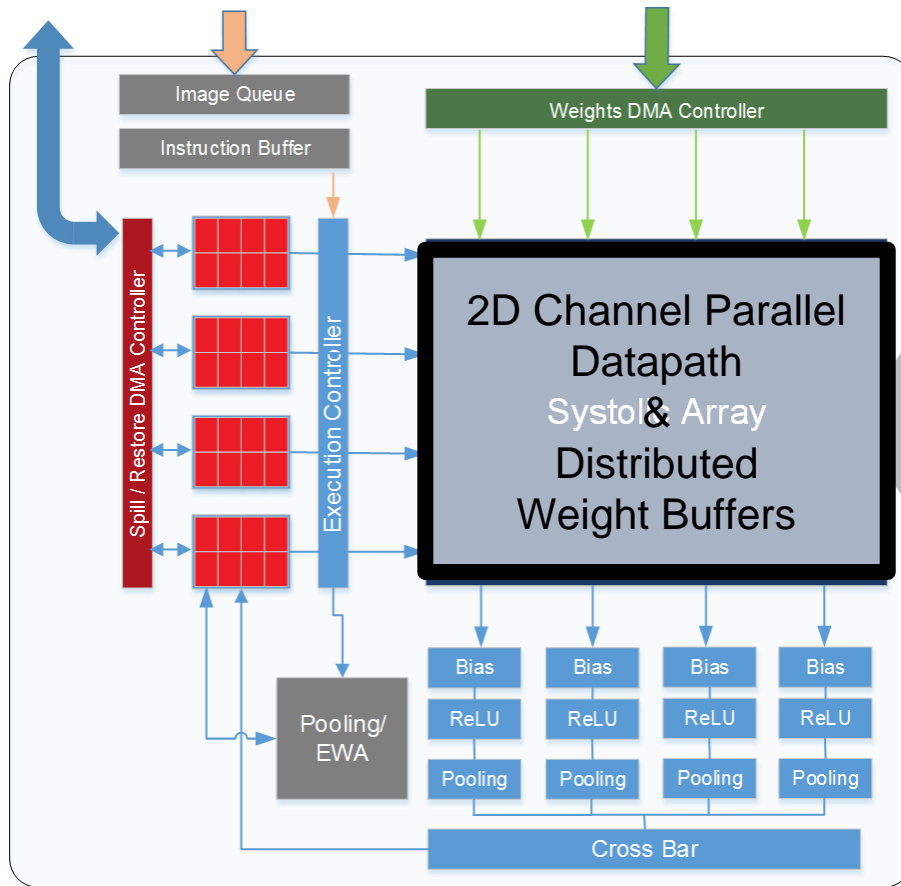 Image Queue
Weights DMA Controller
Instruction Buffer
Spill / Restore DMA Controller
Execution Controller
2D Channel Parallel
Datapath
Systolic Array
&
Distributed
Weight Buffers
Bias
Bias
Bias
Bias
ReLU
ReLU
ReLU
ReLU
Pooling/
EWA
Pooling
Pooling
Pooling
Pooling
Cross Bar